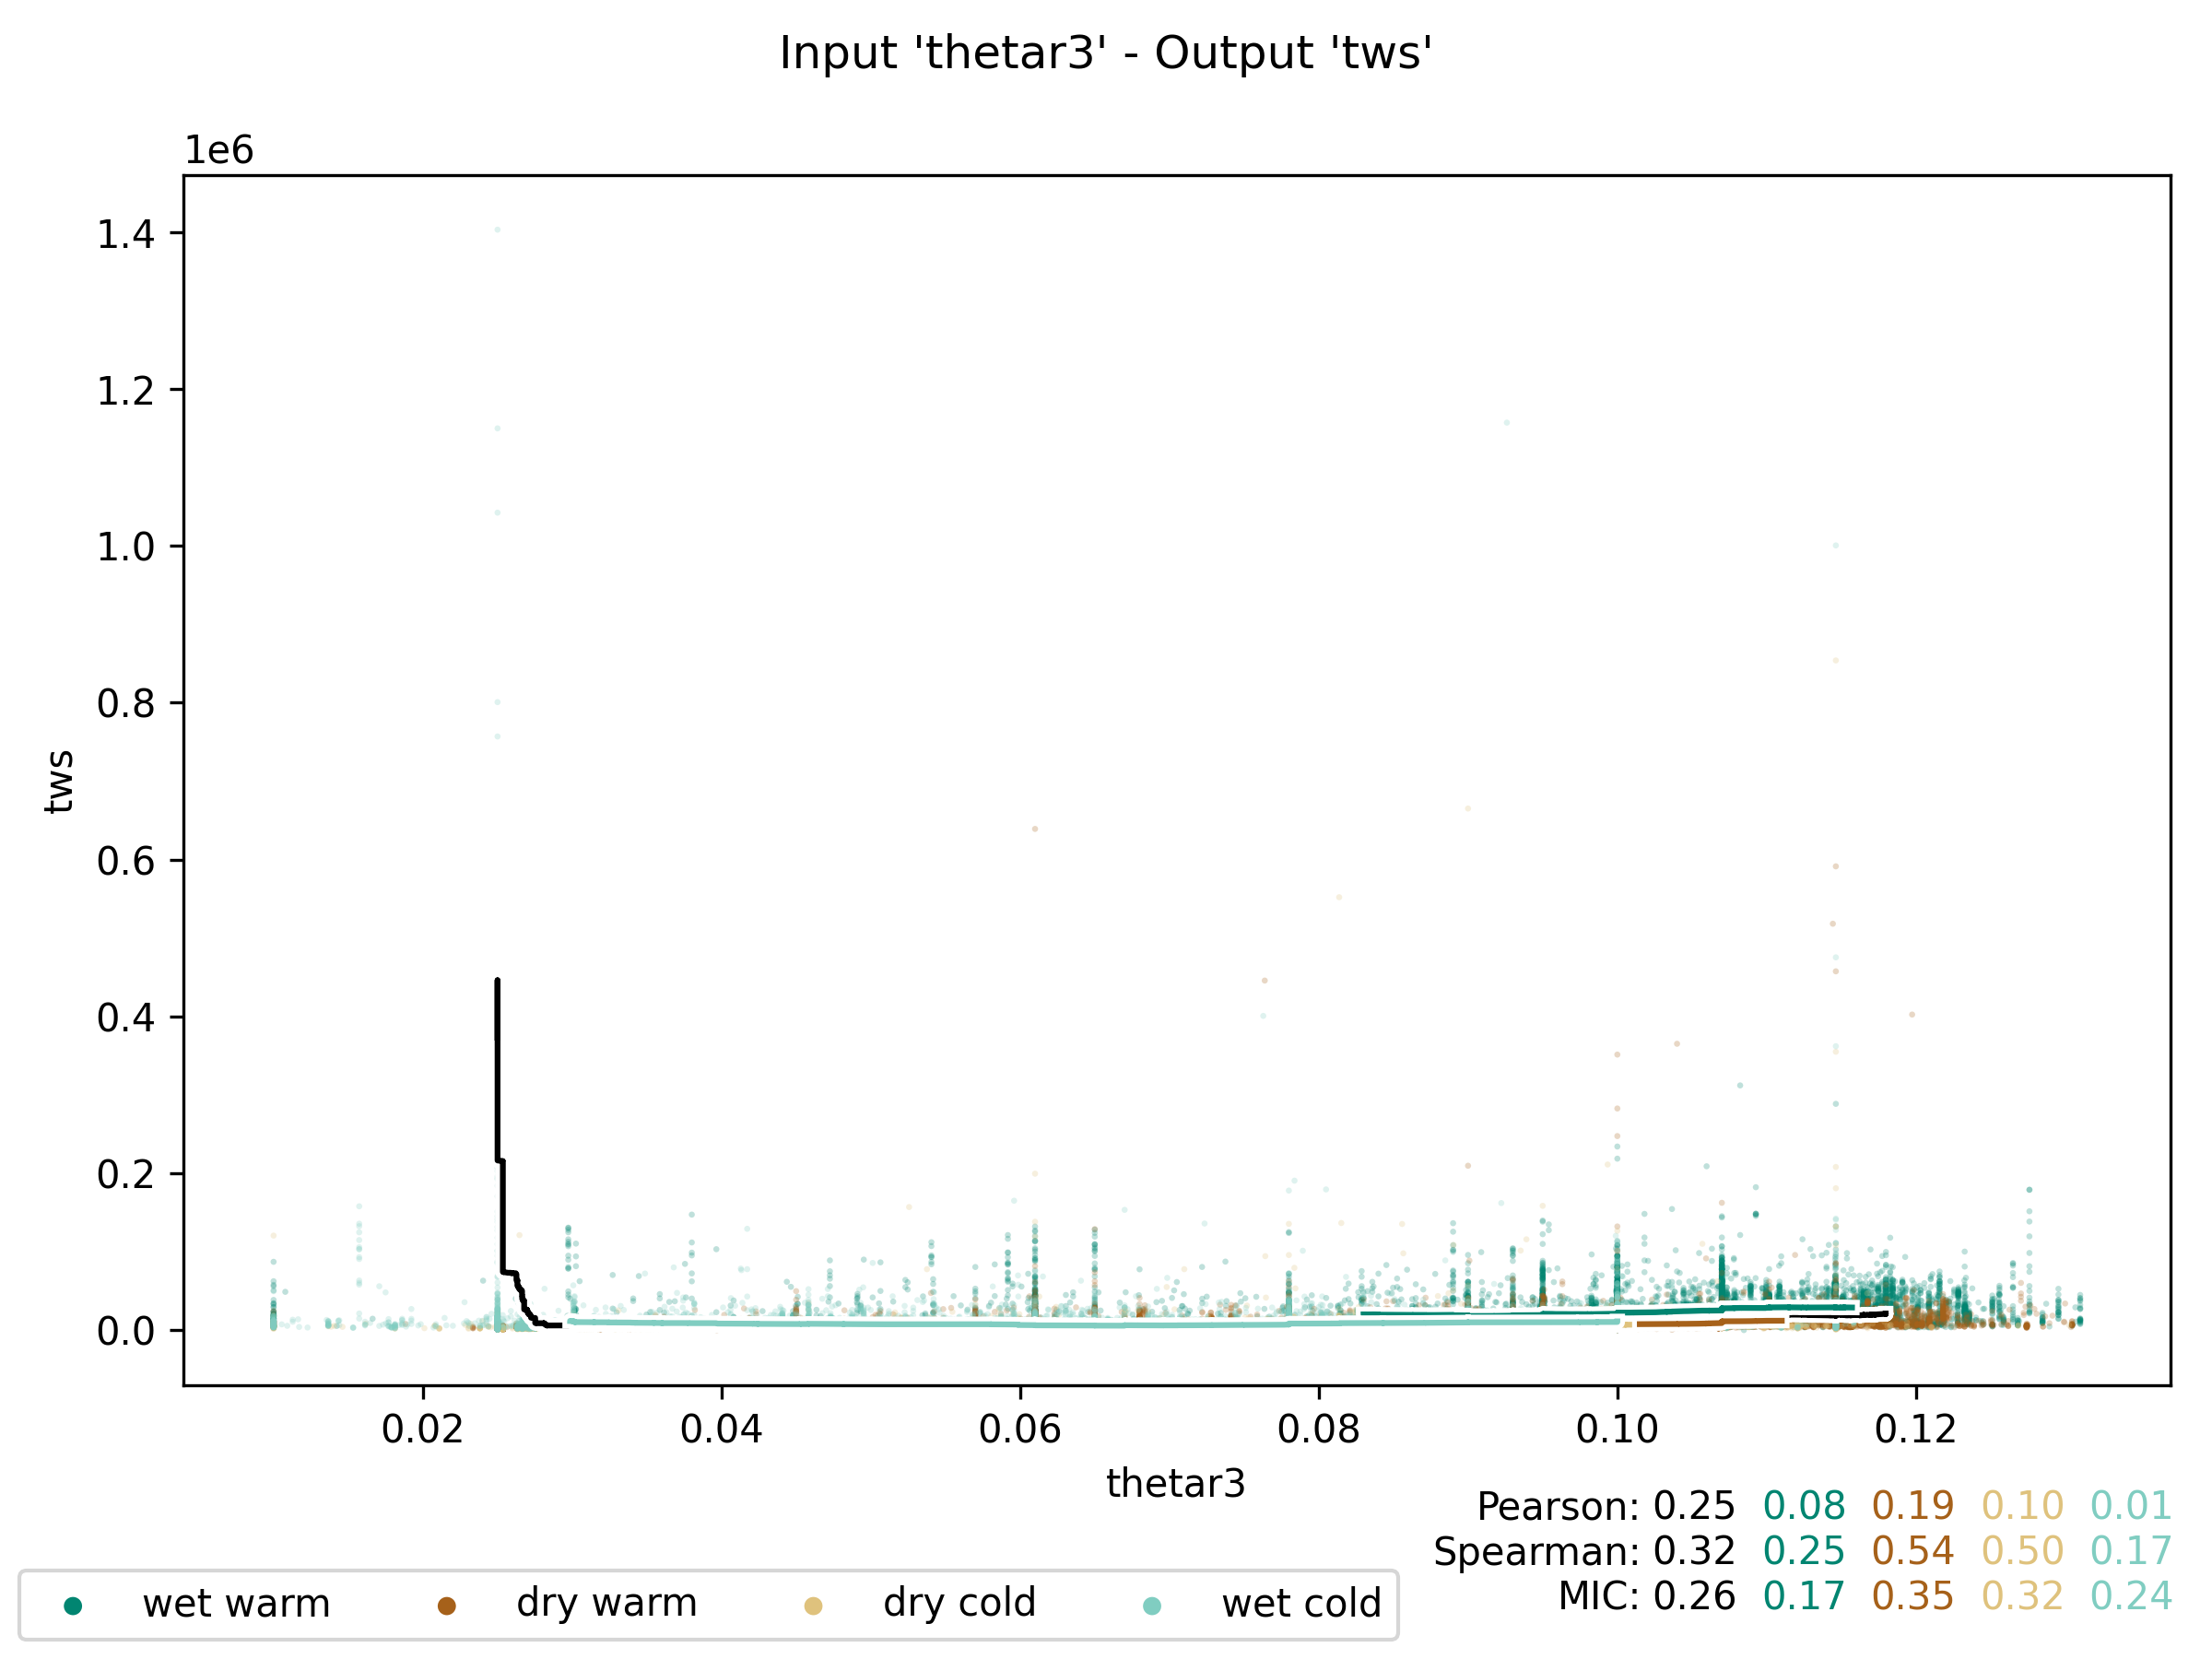 Input 'thetar3' - Output 'tws'
1e6
1.4
1.2
1.0
0.8
0.6
0.4
0.2
0.0
tws
0.02 0.04 0.06 0.08 0.10 0.12
thetar3
Pearson: 0.25 0.08 0.19 0.10 0.01
Spearman: 0.32 0.25 0.54 0.50 0.17
MIC: 0.26 0.17 0.35 0.32 0.24
wet warm dry warm dry cold wet cold